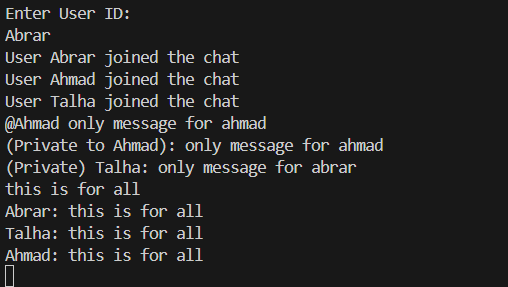 Enter User ID:
Abrar
User Abrar joined the chat
User Ahmad joined the chat
User Talha joined the chat
@Ahmad only message for ahmad
(Private to Ahmad): only message for ahmad
(Private) Talha: only message for abrar
this is for all
Abrar: this is for all
Talha: this is for all
Ahmad: this is for all